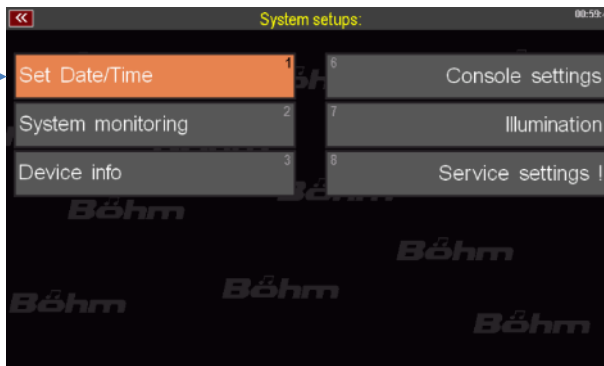 System setups:
00:59:
Set Date/Time 1
6 Console settings
System monitoring 2
7 Illumination
Device info 3
8 Service settings !
Böhm
Böhm
Böhm
Böhm
Böhm